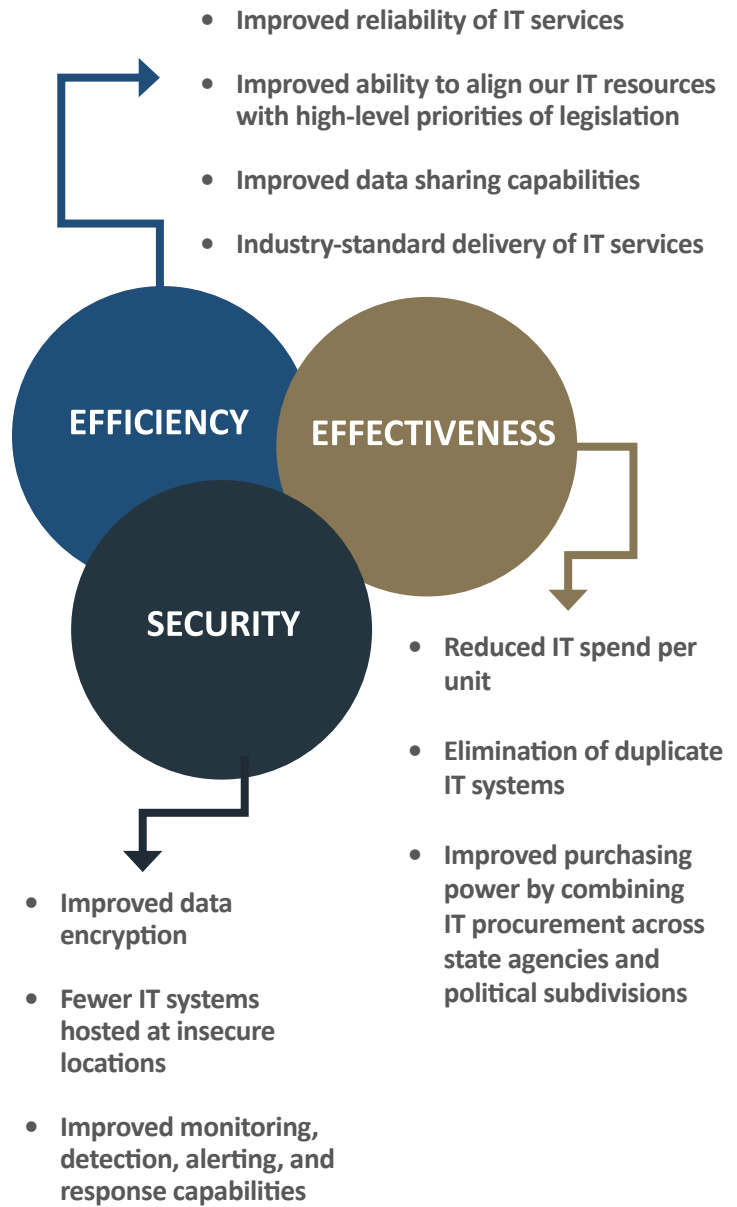 • Improved reliability of IT services
• Improved ability to align our IT resources
with high-level priorities of legislation
• Improved data sharing capabilities
• Industry-standard delivery of IT services
EFFICIENCY
EFFECTIVENESS
SECURITY
• Reduced IT spend per
unit
• Elimination of duplicate
IT systems
• Improved purchasing
power by combining
IT procurement across
state agencies and
political subdivisions
• Improved data
encryption
• Fewer IT systems
hosted at insecure
locations
• Improved monitoring,
detection, alerting, and
response capabilities